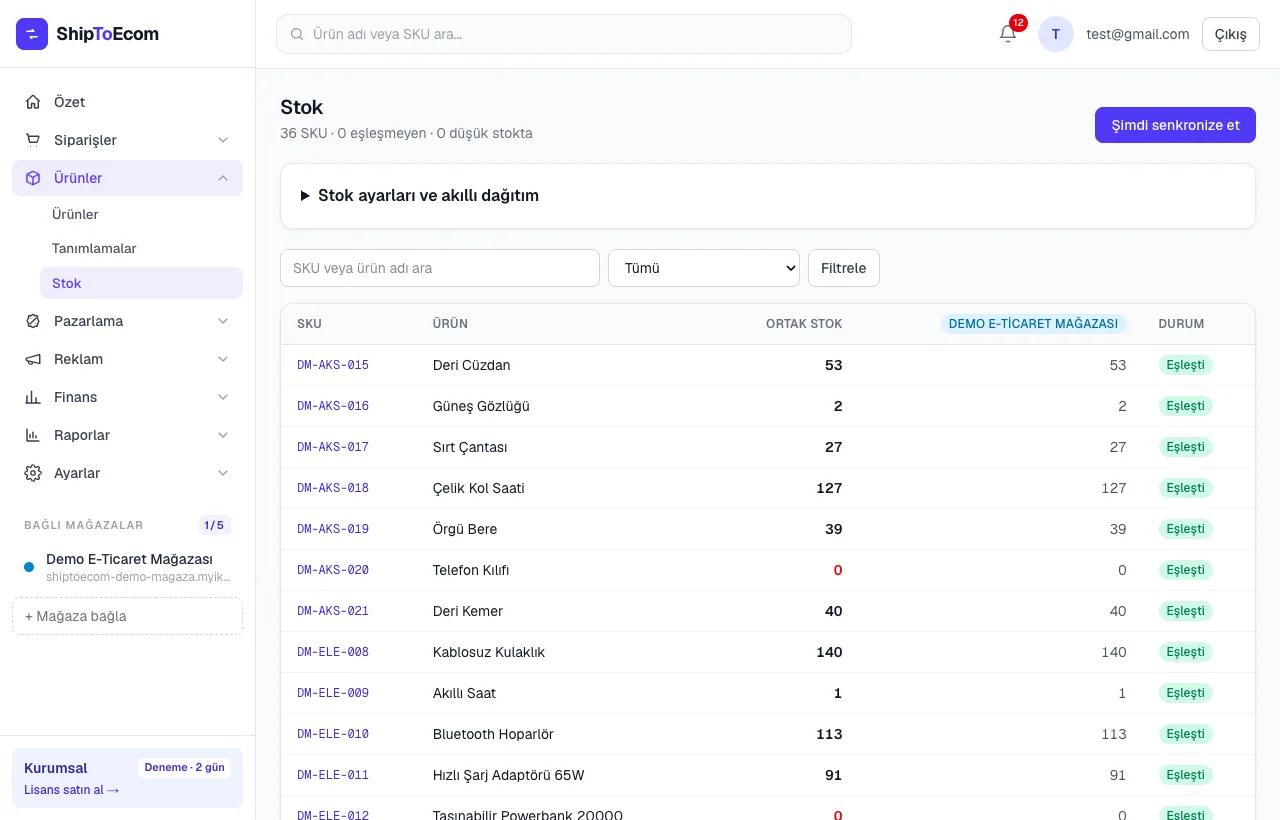 ShipToEcom
Ürün adı veya SKU ara...
12
T
test@gmail.com
Çıkış
Özet
Siparişler
Ürünler
Ürünler
Tanımlamalar
Stok
Pazarlama
Reklam
Finans
Raporlar
Ayarlar
BAĞLI MAĞAZALAR 1/5
Demo E-Ticaret Mağazası
shiptoecom-demo-magaza.myik...
+ Mağaza bağla
Kurumsal Deneme · 2 gün
Lisans satın al →
Stok
36 SKU · 0 eşleşmeyen · 0 düşük stokta
Şimdi senkronize et
Stok ayarları ve akıllı dağıtım
SKU veya ürün adı ara
Tümü
Filtrele
SKU ÜRÜN ORTAK STOK DEMO E-TİCARET MAĞAZASI DURUM
DM-AKS-015 Deri Cüzdan 53 53 Eşleşti
DM-AKS-016 Güneş Gözlüğü 2 2 Eşleşti
DM-AKS-017 Sırt Çantası 27 27 Eşleşti
DM-AKS-018 Çelik Kol Saati 127 127 Eşleşti
DM-AKS-019 Örgü Bere 39 39 Eşleşti
DM-AKS-020 Telefon Kılıfı 0 0 Eşleşti
DM-AKS-021 Deri Kemer 40 40 Eşleşti
DM-ELE-008 Kablosuz Kulaklık 140 140 Eşleşti
DM-ELE-009 Akıllı Saat 1 1 Eşleşti
DM-ELE-010 Bluetooth Hoparlör 113 113 Eşleşti
DM-ELE-011 Hızlı Şarj Adaptörü 65W 91 91 Eşleşti
DM-ELE-012 Taşınabilir Powerbank 20000 0 0 Eşleşti